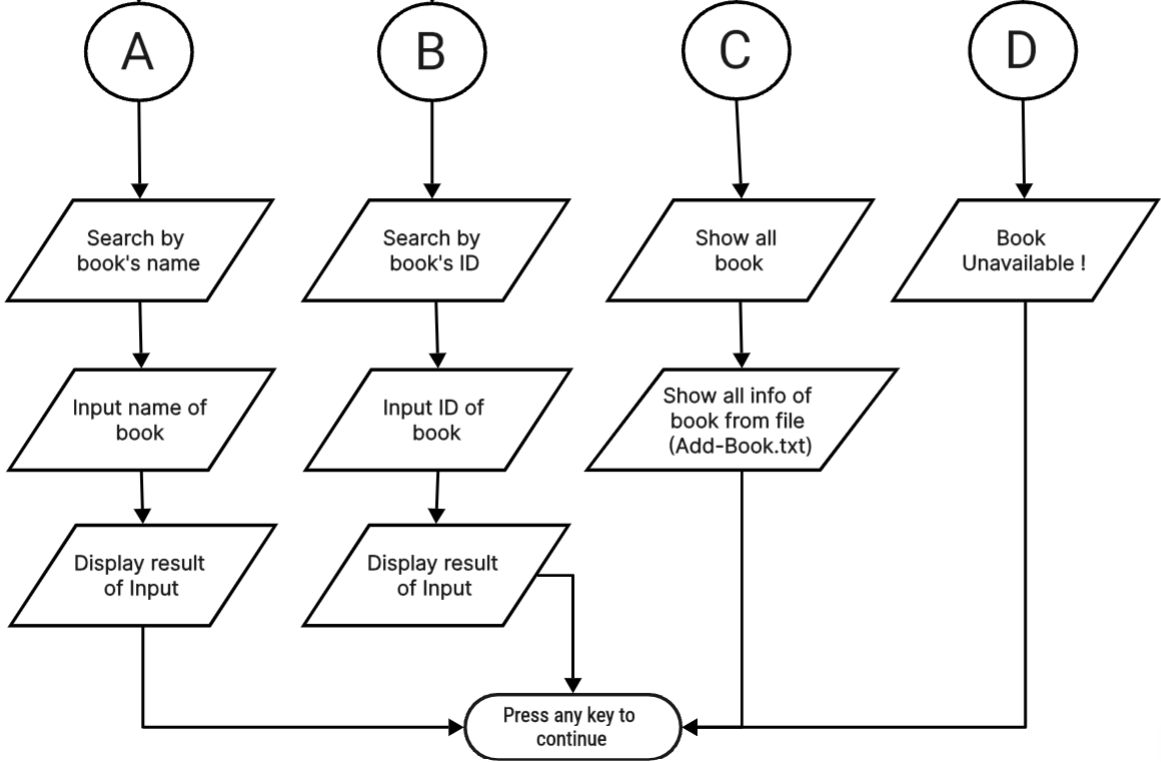 A
B
C
D
Search by
book's name
Search by
book's ID
Show all
book
Book
Unavailable !
Input name of
book
Input ID of
book
Show all info of
book from file
(Add-Book.txt)
Display result
of Input
Display result
of Input
Press any key to
continue